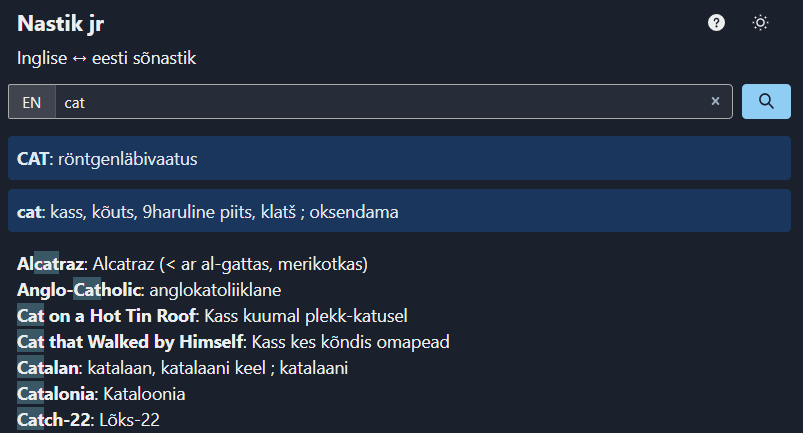 Nastik jr
Inglise ↔ eesti sõnastik
EN cat ×
CAT: röntgenläbivaatus
cat: kass, kõuts, 9haruline piits, klatš ; oksendama
Alcatraz: Alcatraz (< ar al-gattas, merikotkas)
Anglo-Catholic: anglokatoiliklane
Cat on a Hot Tin Roof: Kass kuumal plekk-katusel
Cat that Walked by Himself: Kass kes kõndis omapead
Catalan: katalaan, katalaani keel ; katalaani
Catalonia: Kataloonia
Catch-22: Lõks-22